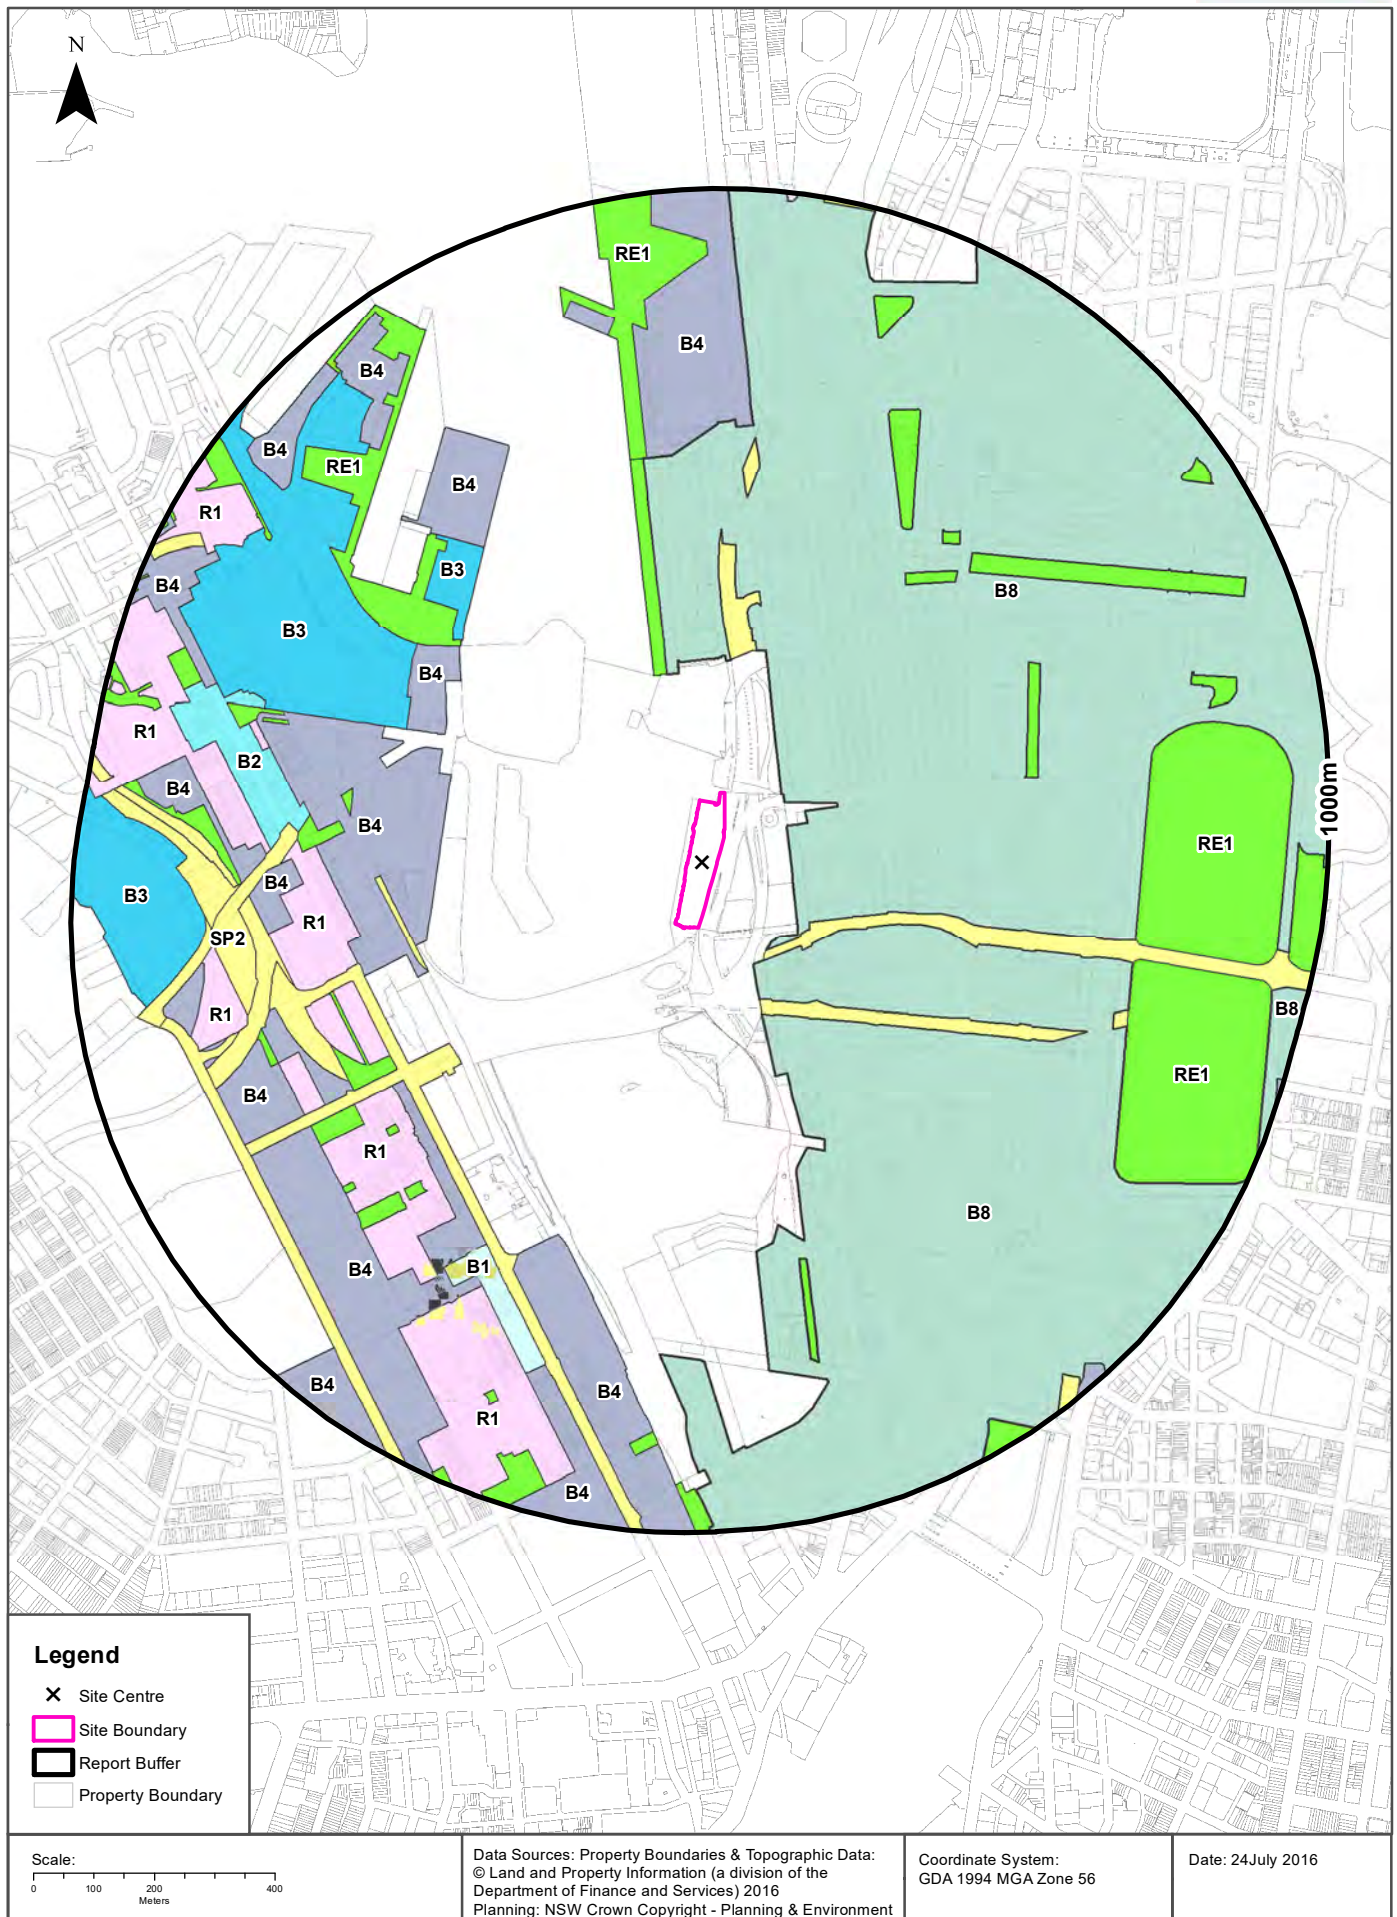 N
RE1
B4
B4
B4
RE1
B4
R1
B3
B4
B8
B3
B4
R1
B2
B4
B4
1000m
RE1
B4
B3
R1
SP2
B8
R1
RE1
B4
R1
B8
B4
B1
B4
B4
R1
B4
Legend
Site Centre
Site Boundary
Report Buffer
Property Boundary
Scale:
0 100 200 400
Meters
Data Sources: Property Boundaries & Topographic Data:
© Land and Property Information (a division of the
Department of Finance and Services) 2016
Planning: NSW Crown Copyright - Planning & Environment
Coordinate System:
GDA 1994 MGA Zone 56
Date: 24July 2016